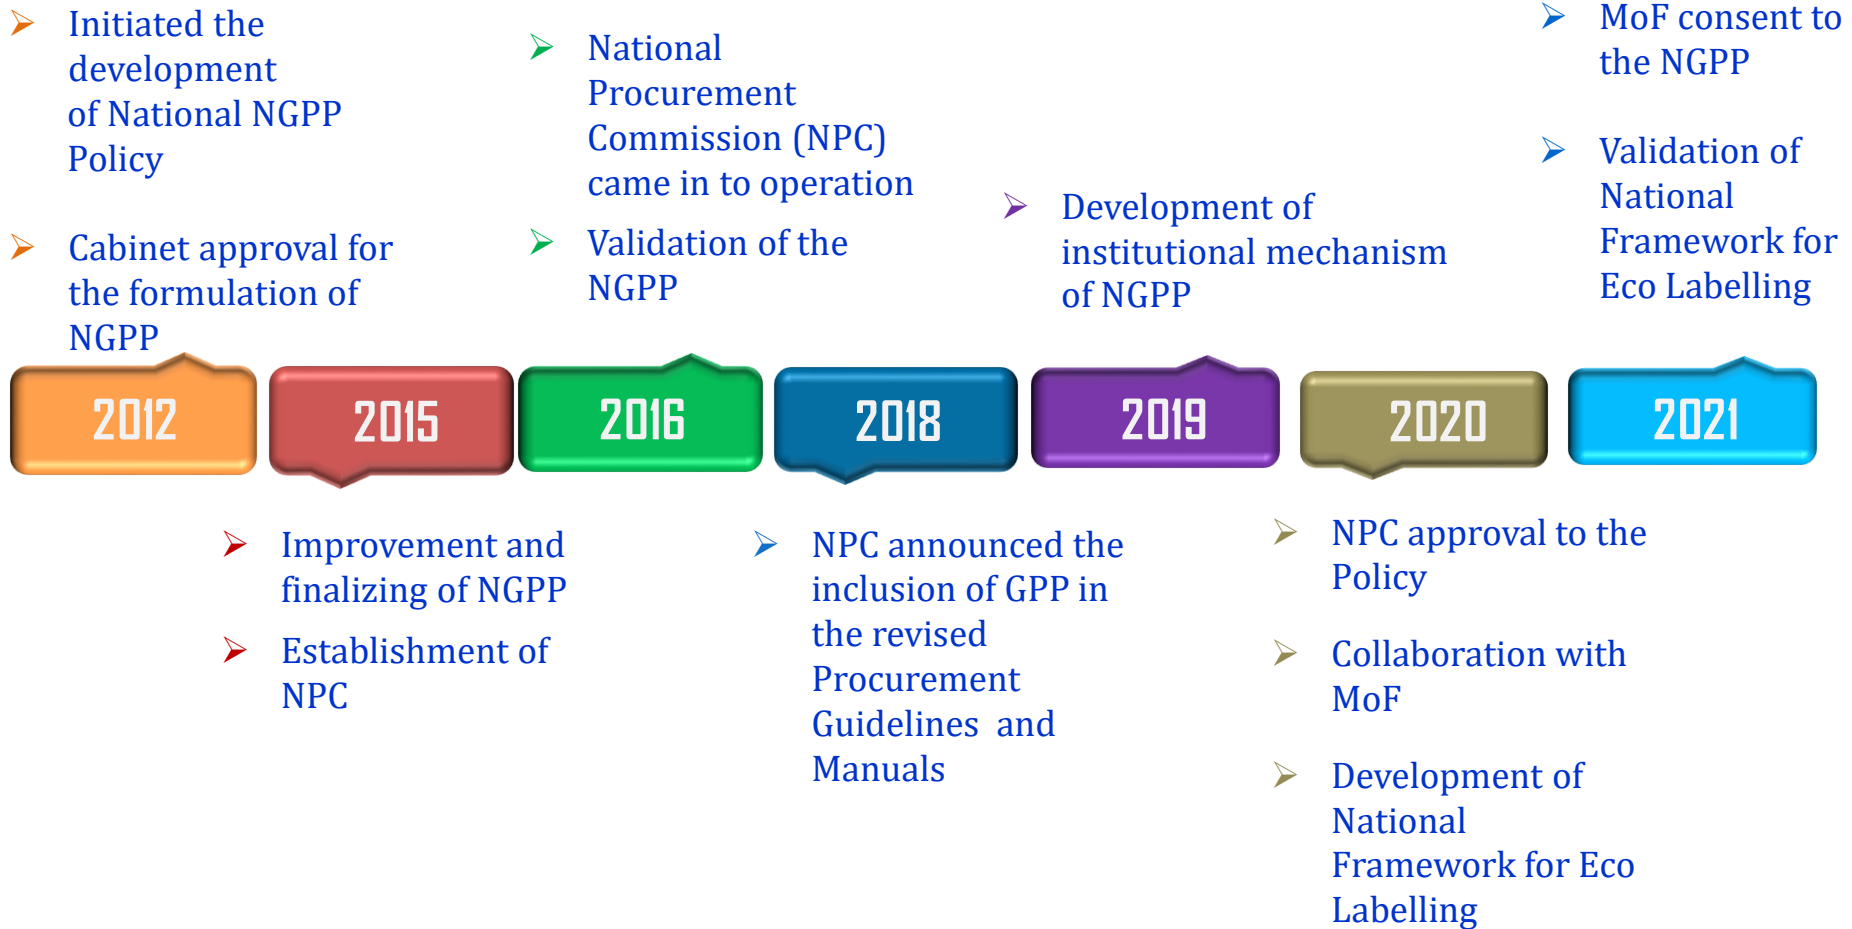 Initiated the
development
of National NGPP
Policy
Cabinet approval for
the formulation of
NGPP
National
Procurement
Commission (NPC)
came in to operation
Validation of the
NGPP
Development of
institutional mechanism
of NGPP
MoF consent to
the NGPP
Validation of
National
Framework for
Eco Labelling
2012
2015
2016
2018
2019
2020
2021
Improvement and
finalizing of NGPP
Establishment of
NPC
NPC announced the
inclusion of GPP in
the revised
Procurement
Guidelines  and
Manuals
NPC approval to the
Policy
Collaboration with
MoF
Development of
National
Framework for Eco
Labelling